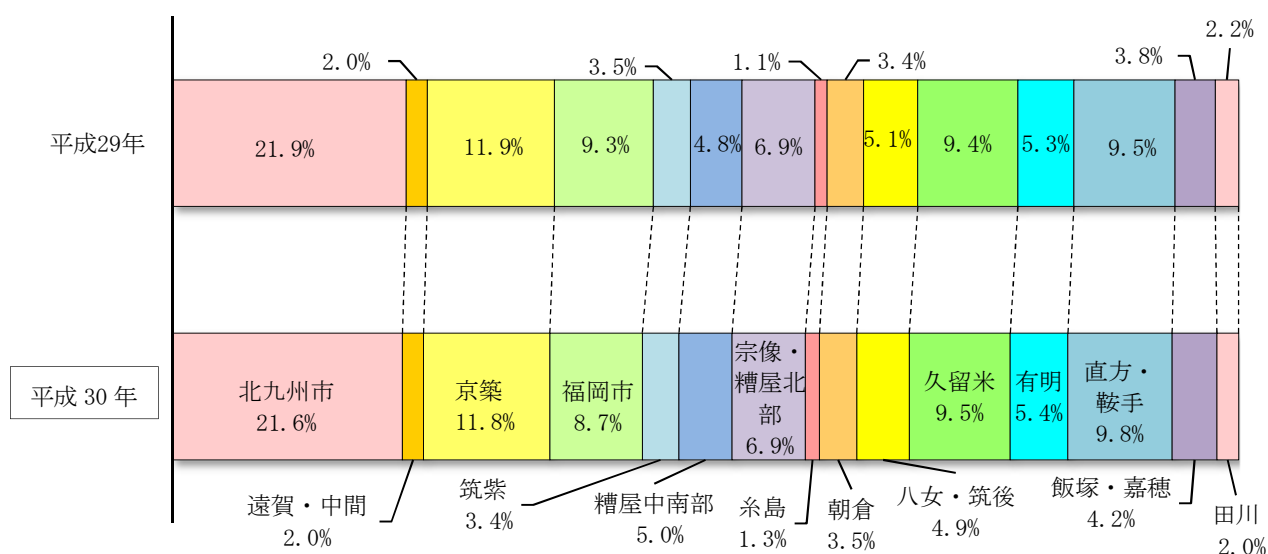 2.0%
3.5%
1.1%
3.4%
3.8%
2.2%
平成29年
21.9%
11.9%
9.3%
4.8%
6.9%
5.1%
9.4%
5.3%
9.5%
平成 30 年
北九州市
21.6%
京築
11.8%
福岡市
8.7%
宗像・
糟屋北
部
6.9%
久留米
9.5%
有明
5.4%
直方・
鞍手
9.8%
遠賀・中間
2.0%
筑紫
3.4%
糟屋中南部
5.0%
糸島
1.3%
朝倉
3.5%
八女・筑後
4.9%
飯塚・嘉穂
4.2%
田川
2.0%